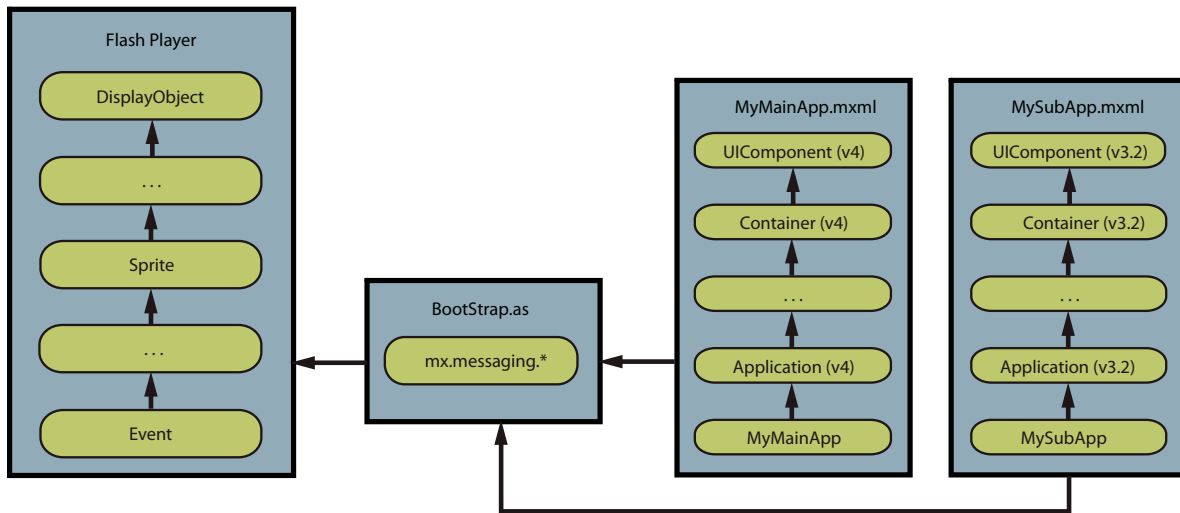 Flash Player
DisplayObject
...
Sprite
...
Event
BootStrap.as
mx.messaging.*
MyMainApp.mxml
UIComponent (v4)
Container (v4)
...
Application (v4)
MyMainApp
MySubApp.mxml
UIComponent (v3.2)
Container (v3.2)
...
Application (v3.2)
MySubApp